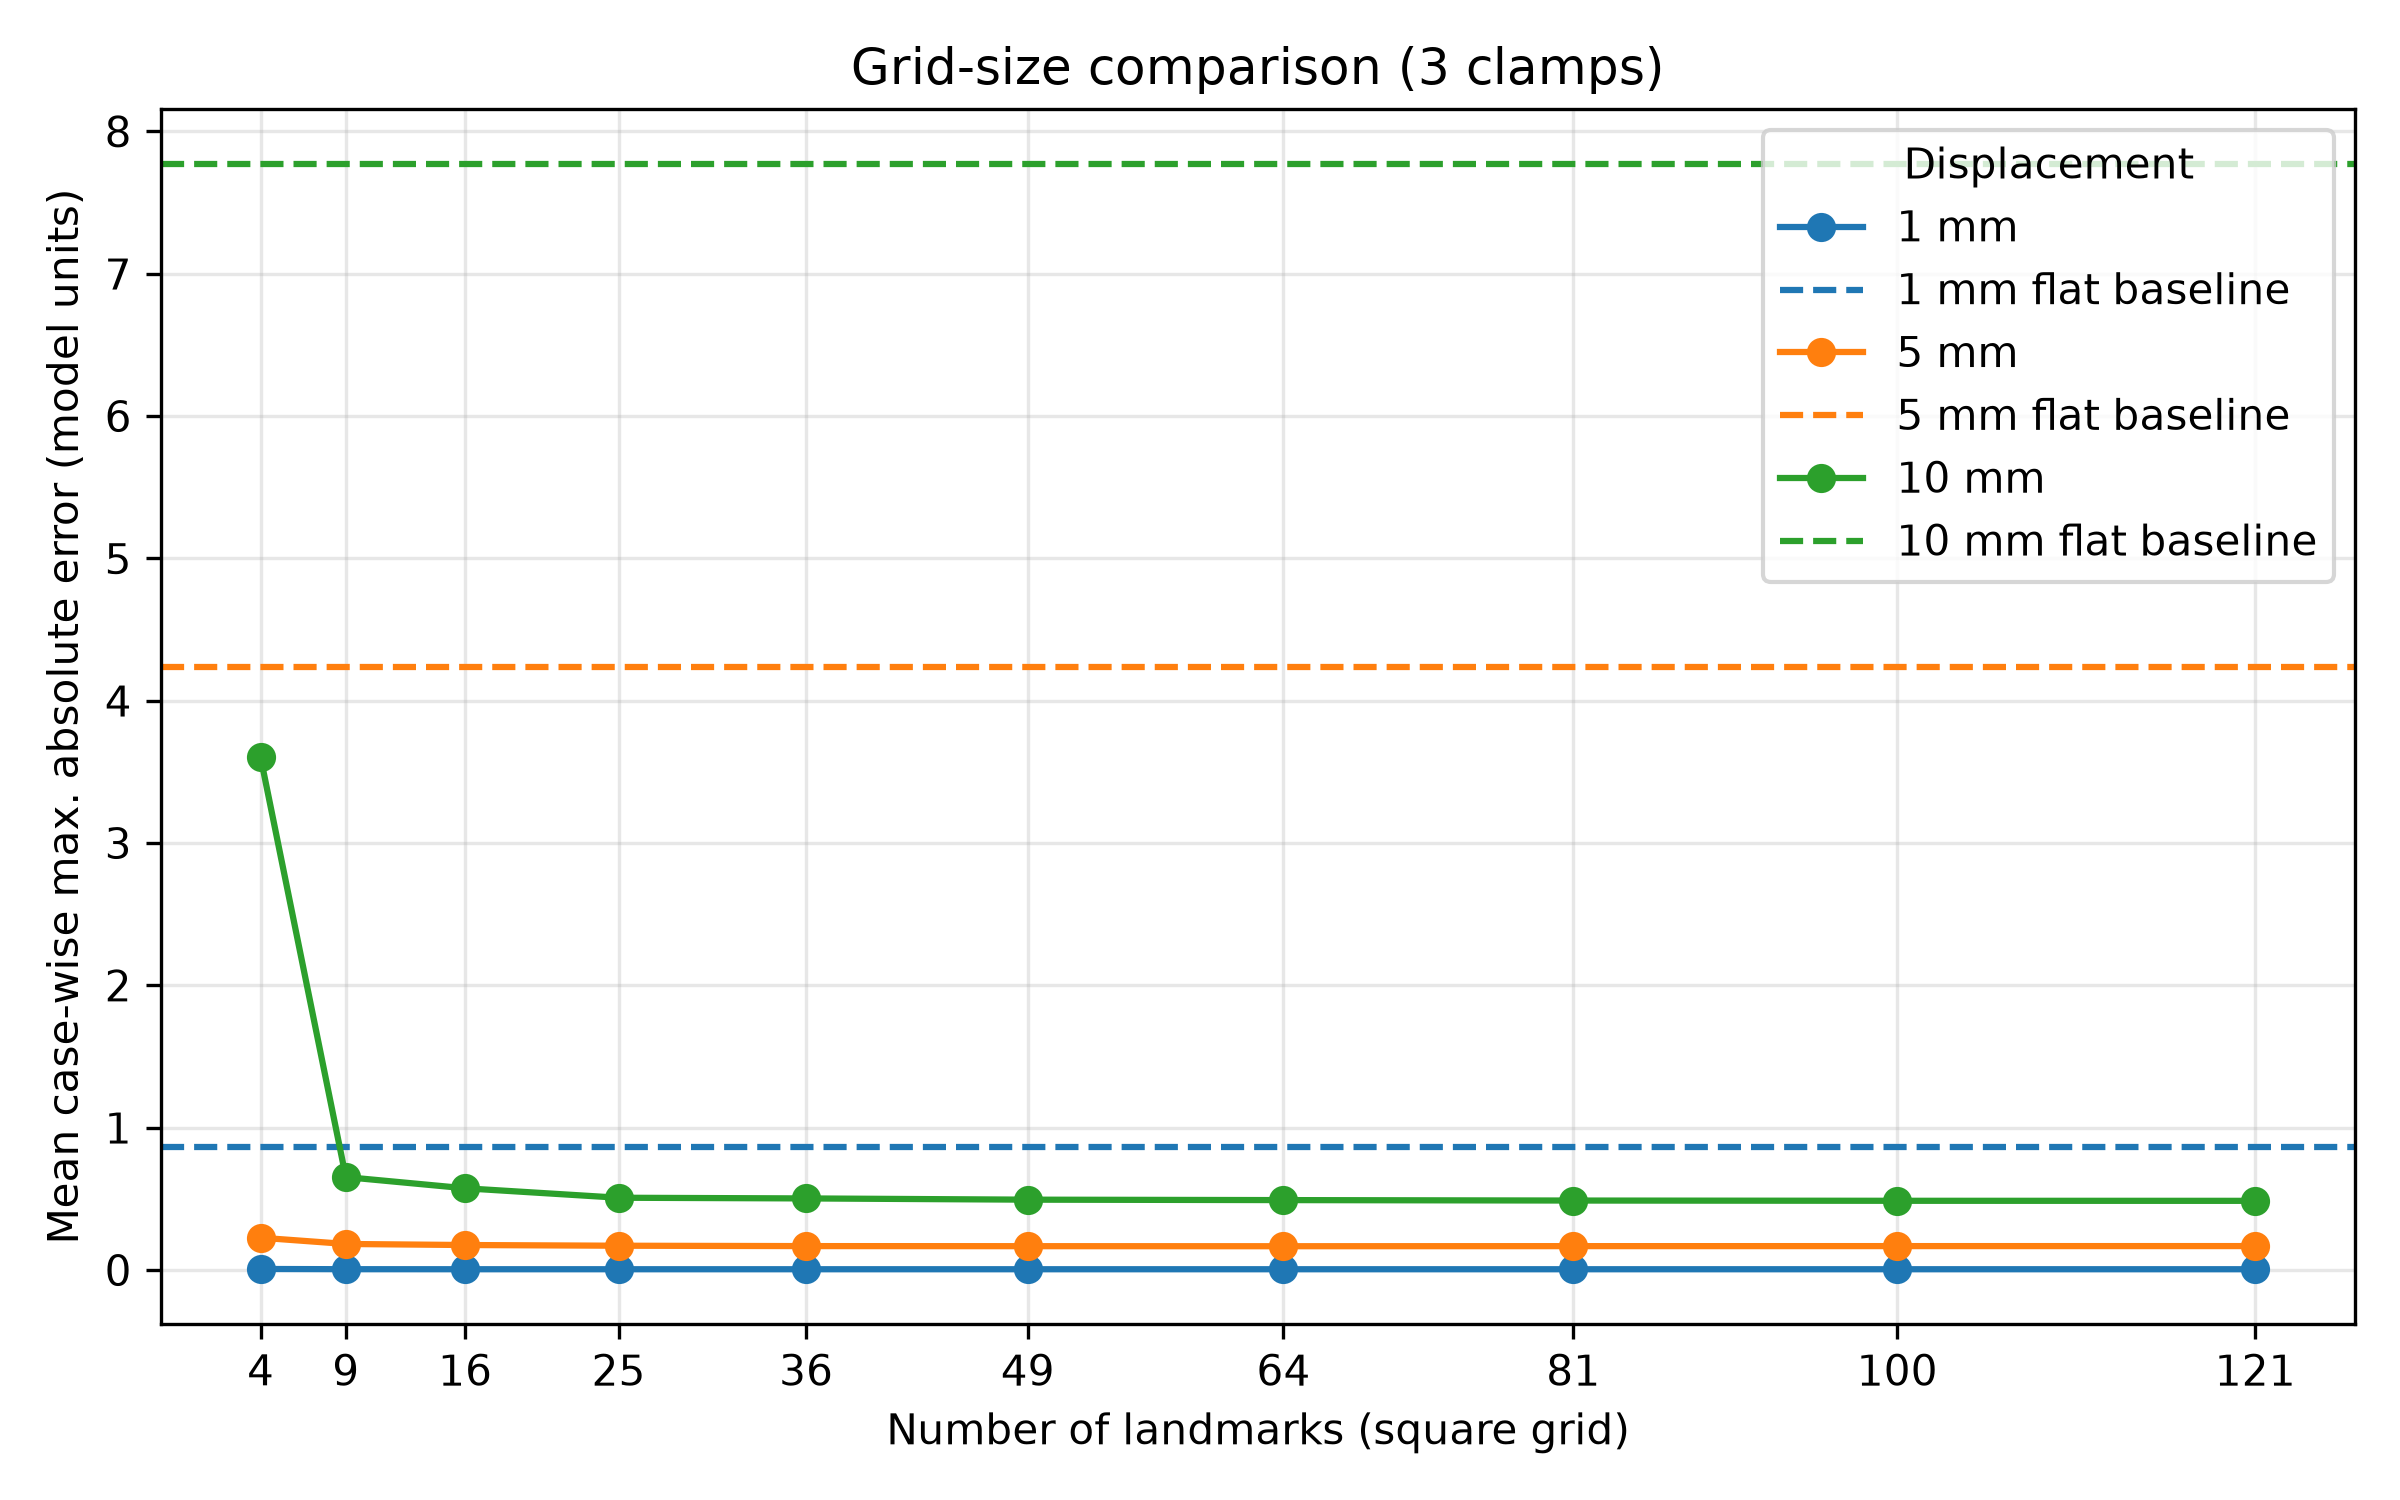 Grid-size comparison (3 clamps)
Mean case-wise max. absolute error (model units)
8
7
6
5
4
3
2
1
0
Displacement
1 mm
1 mm flat baseline
5 mm
5 mm flat baseline
10 mm
10 mm flat baseline
4 9 16 25 36 49 64 81 100 121
Number of landmarks (square grid)